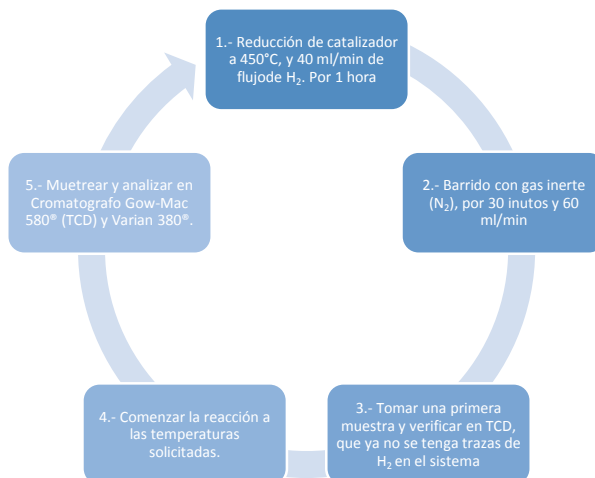 1.- Reducción de catalizador
a 450°C, y 40 ml/min de
flujode H₂. Por 1 hora
2.- Barrido con gas inerte
(N₂), por 30 inutos y 60
ml/min
3.- Tomar una primera
muestra y verificar en TCD,
que ya no se tenga trazas de
H₂ en el sistema
4.- Comenzar la reacción a
las temperaturas
solicitadas.
5.- Muetrear y analizar en
Cromatografo Gow-Mac
580® (TCD) y Varian 380®.